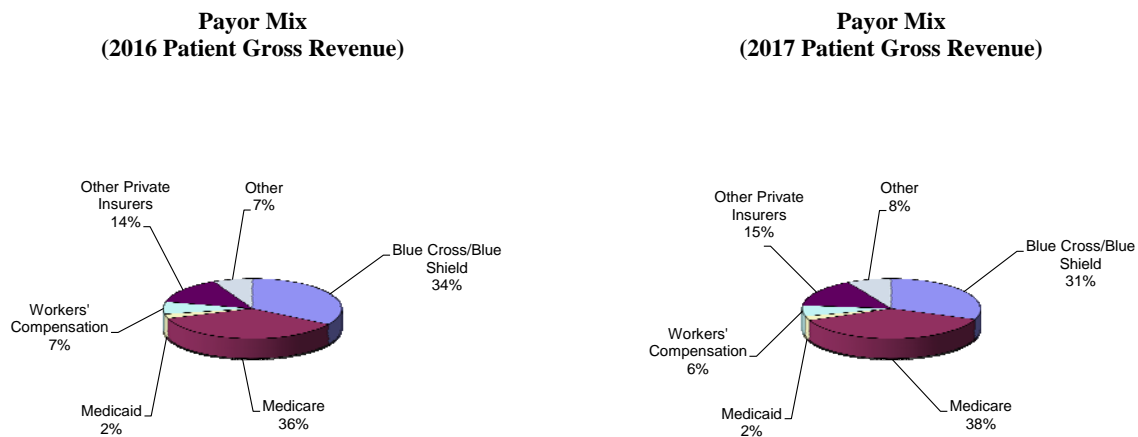 Payor Mix
(2016 Patient Gross Revenue)
Other Private
Insurers
14%
Other
7%
Blue Cross/Blue
Shield
34%
Workers'
Compensation
7%
Medicaid
2%
Medicare
36%
Payor Mix
(2017 Patient Gross Revenue)
Other Private
Insurers
15%
Other
8%
Blue Cross/Blue
Shield
31%
Workers'
Compensation
6%
Medicaid
2%
Medicare
38%